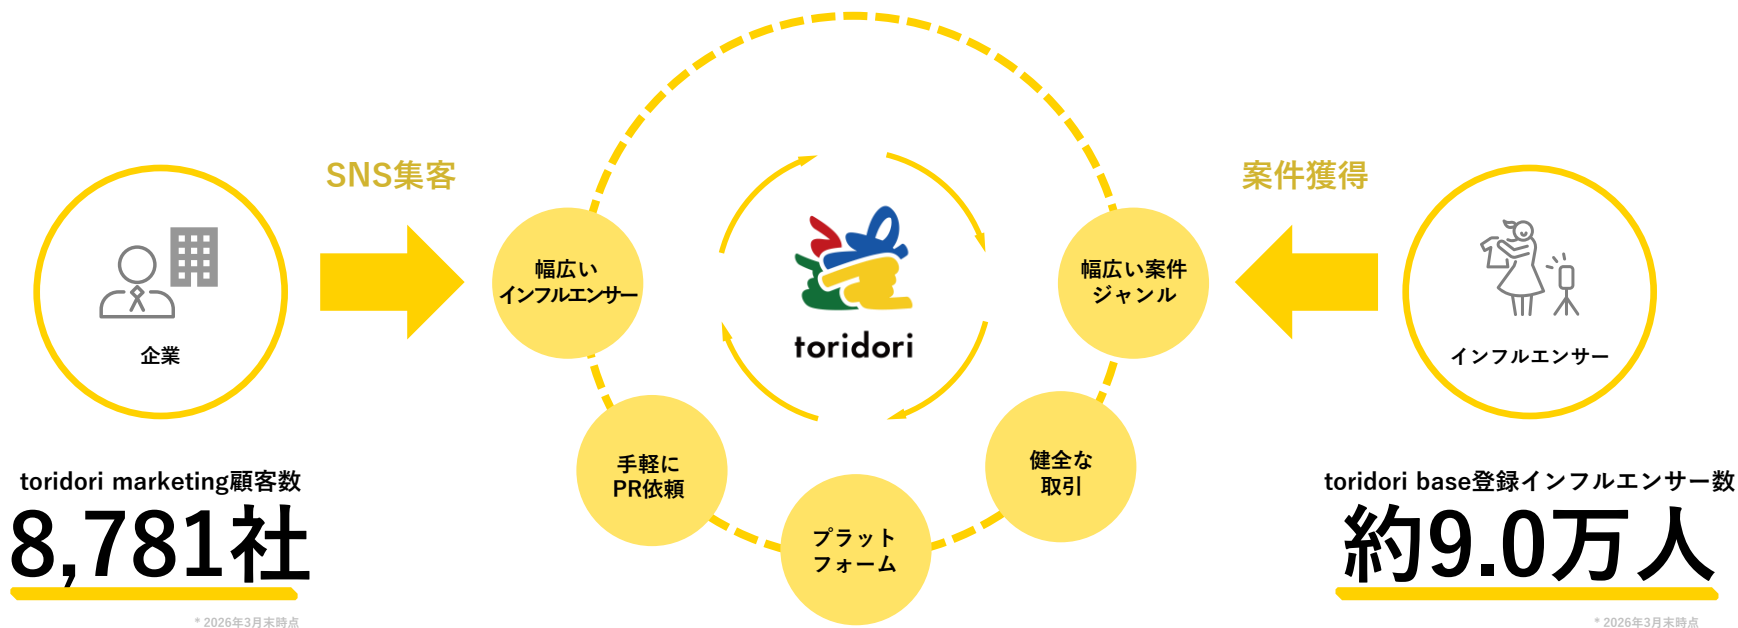 SNS集客
案件獲得
企業
幅広い
インフルエンサー
toridori
幅広い案件
ジャンル
インフルエンサー
手軽に
PR依頼
プラット
フォーム
健全な
取引
toridori marketing顧客数
8,781社
* 2026年3月末時点
toridori base登録インフルエンサー数
約9.0万人
* 2026年3月末時点